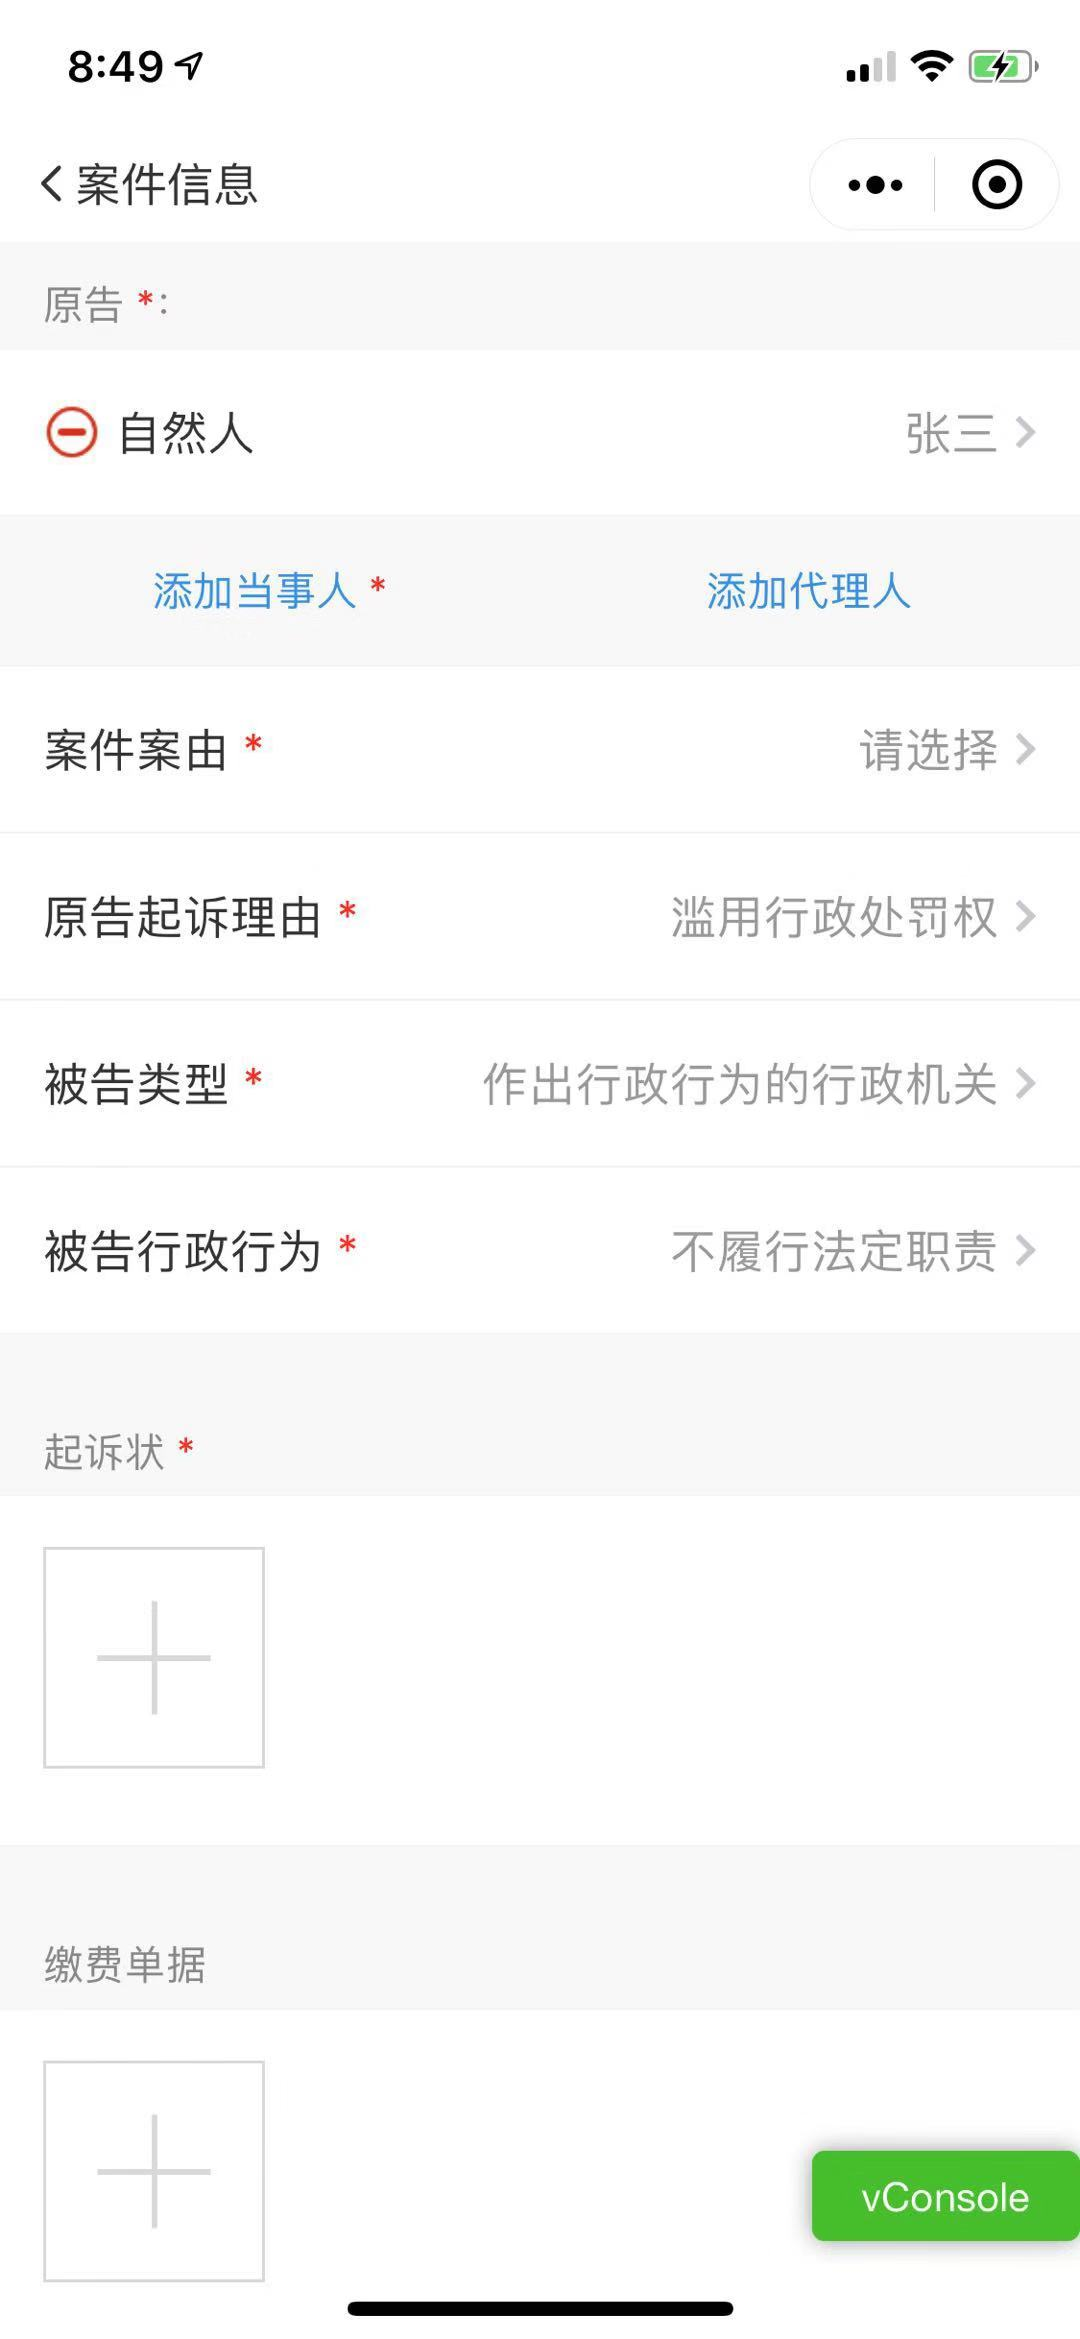 8:49
案件信息
原告 *:
自然人 张三
添加当事人 * 添加代理人
案件案由 * 请选择
原告起诉理由 * 滥用行政处罚权
被告类型 * 作出行政行为的行政机关
被告行政行为 * 不履行法定职责
起诉状 *
缴费单据
vConsole